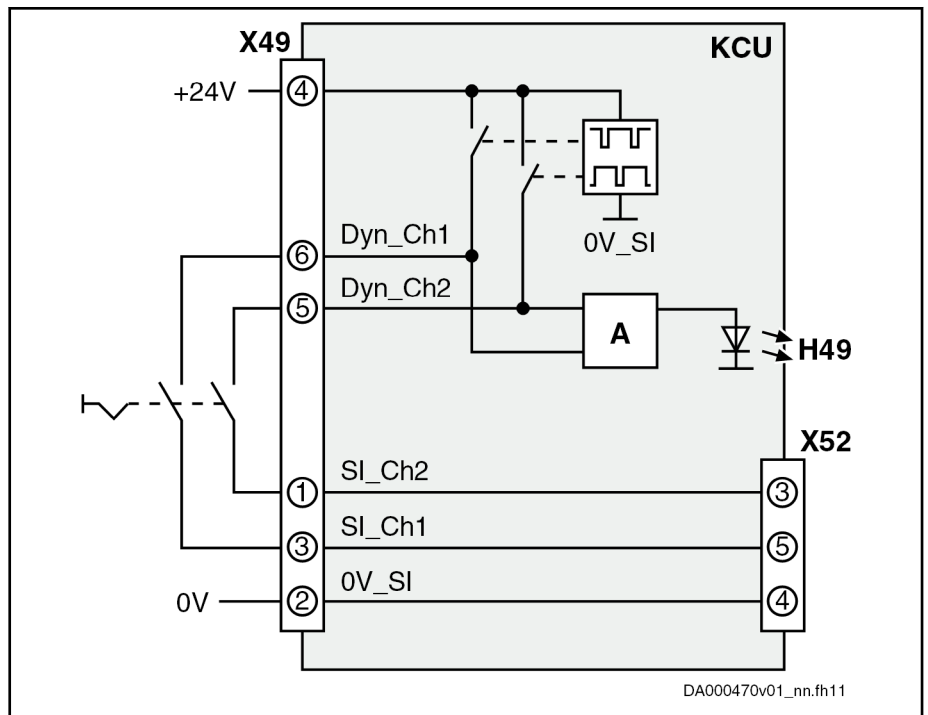 X49
KCU
+24V
4
0V_SI
6
Dyn_Ch1
5
Dyn_Ch2
A
H49
X52
1
SI_Ch2
3
3
SI_Ch1
5
0V
2
0V_SI
4
DA000470v01_nn.fh11